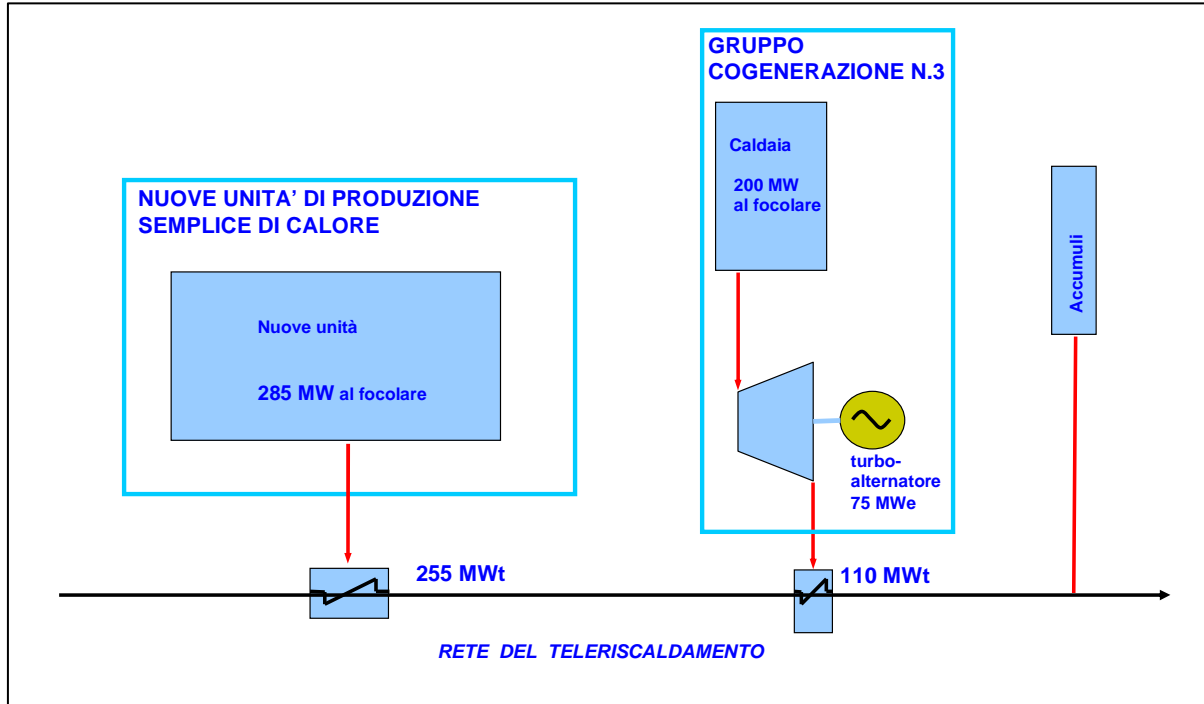 NUOVE UNITA' DI PRODUZIONE
SEMPLICE DI CALORE
Nuove unità
285 MW al focolare
255 MWt
GRUPPO
COGENERAZIONE N.3
Caldaia
200 MW
al focolare
turbo-
alternatore
75 MWe
110 MWt
Accumuli
RETE DEL TELERISCALDAMENTO